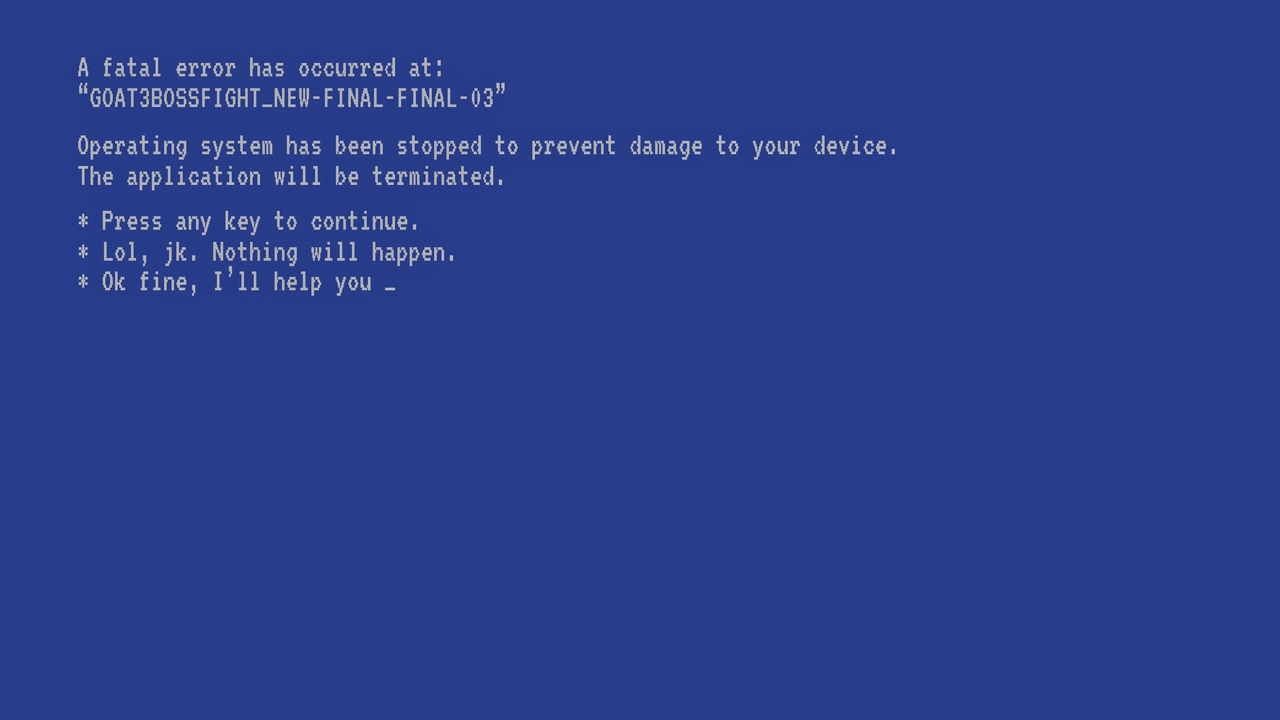 A fatal error has occurred at:
“GOAT3BOSSFIGHT_NEW-FINAL-FINAL-03”
Operating system has been stopped to prevent damage to your device.
The application will be terminated.
* Press any key to continue.
* Lol, jk. Nothing will happen.
* Ok fine, I’ll help you _